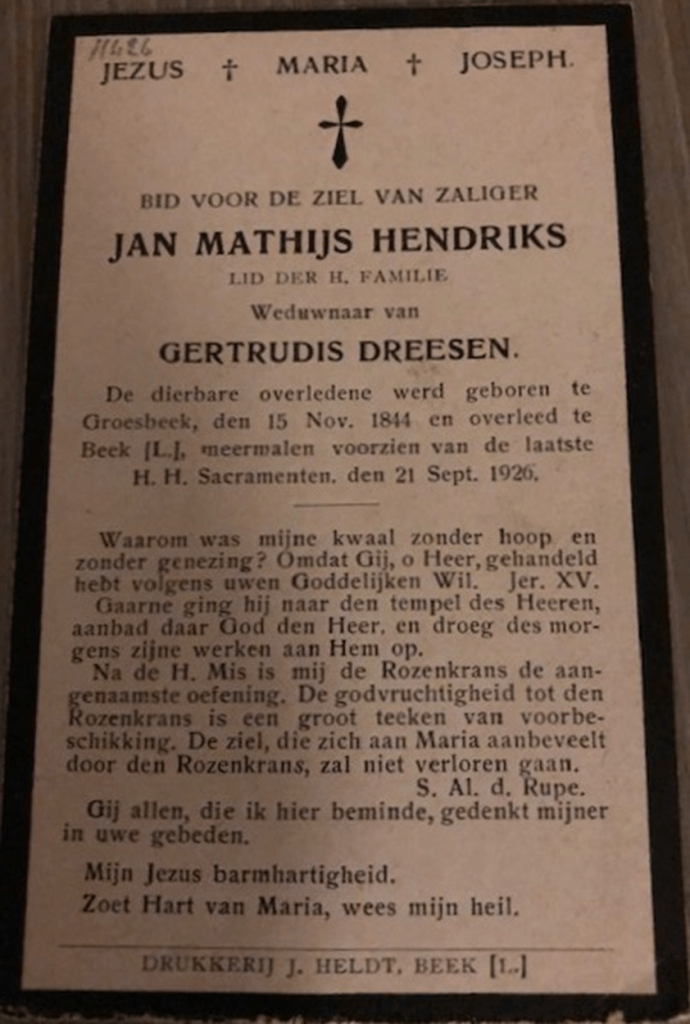 11426
JEZUS † MARIA † JOSEPH.
BID VOOR DE ZIEL VAN ZALIGER
JAN MATHIJS HENDRIKS
LID DER H. FAMILIE
Weduwnaar van
GERTRUDIS DREESEN.
De dierbare overledene werd geboren te
Groesbeek, den 15 Nov. 1844 en overleed te
Beek [L.], meermalen voorzien van de laatste
H. H. Sacramenten. den 21 Sept. 1926.
Waarom was mijne kwaal zonder hoop en
zonder genezing? Omdat Gij, o Heer, gehandeld
hebt volgens uwen Goddelijken Wil. Jer. XV.
Gaarne ging hij naar den tempel des Heeren,
aanbad daar God den Heer. en droeg des mor-
gens zijne werken aan Hem op.
Na de H. Mis is mij de Rozenkrans de aan-
genaamste oefening. De godvruchtigheid tot den
Rozenkrans is een groot teeken van voorbe-
schikking. De ziel, die zich aan Maria aanbeveelt
door den Rozenkrans, zal niet verloren gaan.
S. Al. d. Rupe.
Gij allen, die ik hier beminde, gedenkt mijner
in uwe gebeden.
Mijn Jezus barmhartigheid.
Zoet Hart van Maria, wees mijn heil.
DRUKKERIJ J. HELDT. BEEK [L.]